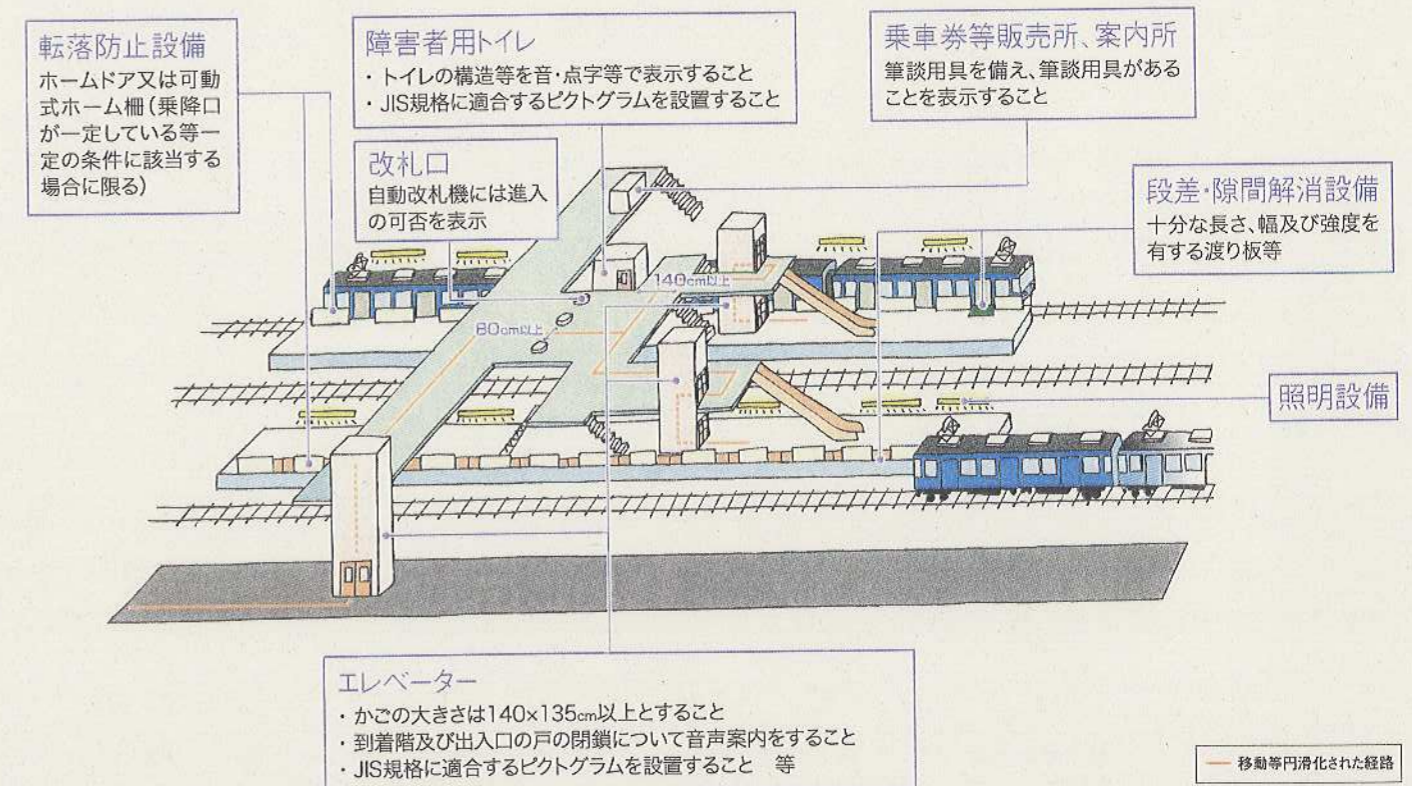 転落防止設備
ホームドア又は可動
式ホーム柵(乗降口
が一定している等一
定の条件に該当する
場合に限る)
障害者用トイレ
・トイレの構造等を音・点字等で表示すること
・JIS規格に適合するピクトグラムを設置すること
乗車券等販売所、案内所
筆談用具を備え、筆談用具がある
ことを表示すること
改札口
自動改札機には進入
の可否を表示
段差・隙間解消設備
十分な長さ、幅及び強度を
有する渡り板等
140cm以上
80cm以上
照明設備
エレベーター
・かごの大きさは140×135cm以上とすること
・到着階及び出入口の戸の閉鎖について音声案内をすること
・JIS規格に適合するピクトグラムを設置すること 等
移動等円滑化された経路